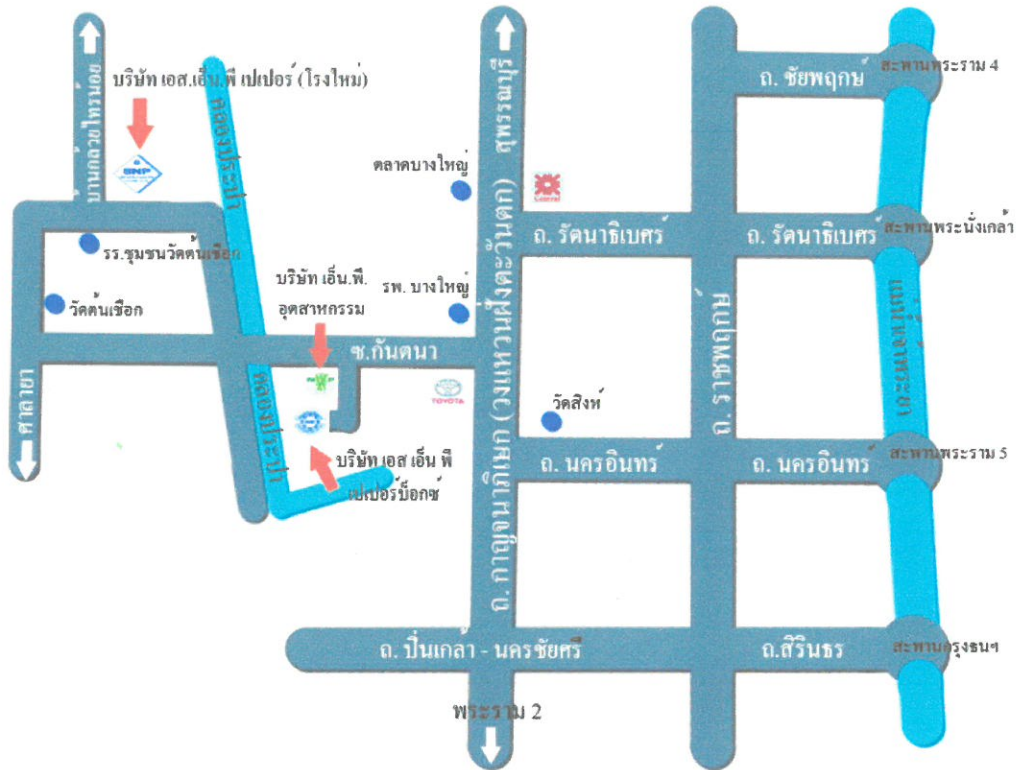 สะพานพระราม 4
บริษัท เอส.เอ็น.พี เปเปอร์ (โรงใหม่)
ถ. ชัยพฤกษ์
สุพรรณบุรี
บ้านกล้วยไทรน้อย
คลองประปา
ตลาดบางใหญ่
SNP
Central
สะพานพระนั่งเกล้า
ถ. รัตนาธิเบศร์
ถ. รัตนาธิเบศร์
รร.ชุมชนวัดต้นเชือก
บริษัท เอ็น.พี.
อุตสาหกรรม
รพ. บางใหญ่
วัดต้นเชือก
แม่น้ำเจ้าพระยา
ซ.กันตนา
ถ. ราชพฤกษ์
ถ. กาญจนาภิเษก (วงแหวนฝั่งตะวันตก)
ศาลายา
คลองประปา
TOYOTA
วัดสิงห์
บริษัท เอส เอ็น พี
เปเปอร์บ็อกซ์
ถ. นครอินทร์
ถ. นครอินทร์
สะพานพระราม 5
ถ. ปิ่นเกล้า - นครชัยศรี
ถ.สิรินธร
สะพานกรุงธนฯ
พระราม 2